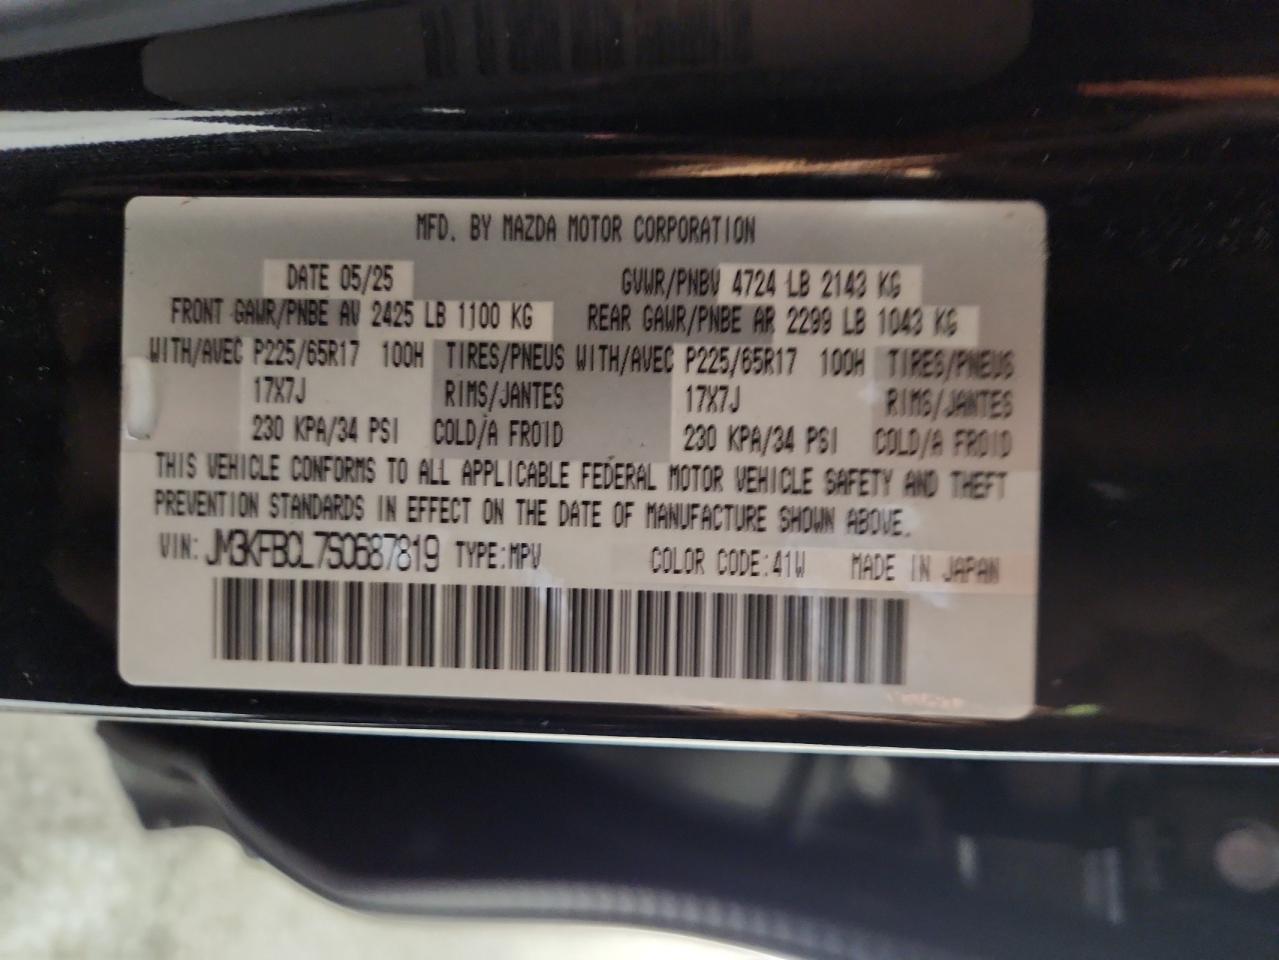 MFD. BY MAZDA MOTOR CORPORATION
DATE 05/25 GVWR/PNBV 4724 LB 2143 KG
FRONT GAWR/PNBE AV 2425 LB 1100 KG REAR GAWR/PNBE AR 2299 LB 1043 KG
WITH/AVEC P225/65R17 100H TIRES/PNEUS WITH/AVEC P225/65R17 100H TIRES/PNEUS
17X7J RIMS/JANTES 17X7J RIMS/JANTES
230 KPA/34 PSI COLD/A FROID 230 KPA/34 PSI COLD/A FROID
THIS VEHICLE CONFORMS TO ALL APPLICABLE FEDERAL MOTOR VEHICLE SAFETY AND THEFT
PREVENTION STANDARDS IN EFFECT ON THE DATE OF MANUFACTURE SHOWN ABOVE.
VIN: JM3KFBCL7S0687819 TYPE:MPV COLOR CODE:41W MADE IN JAPAN